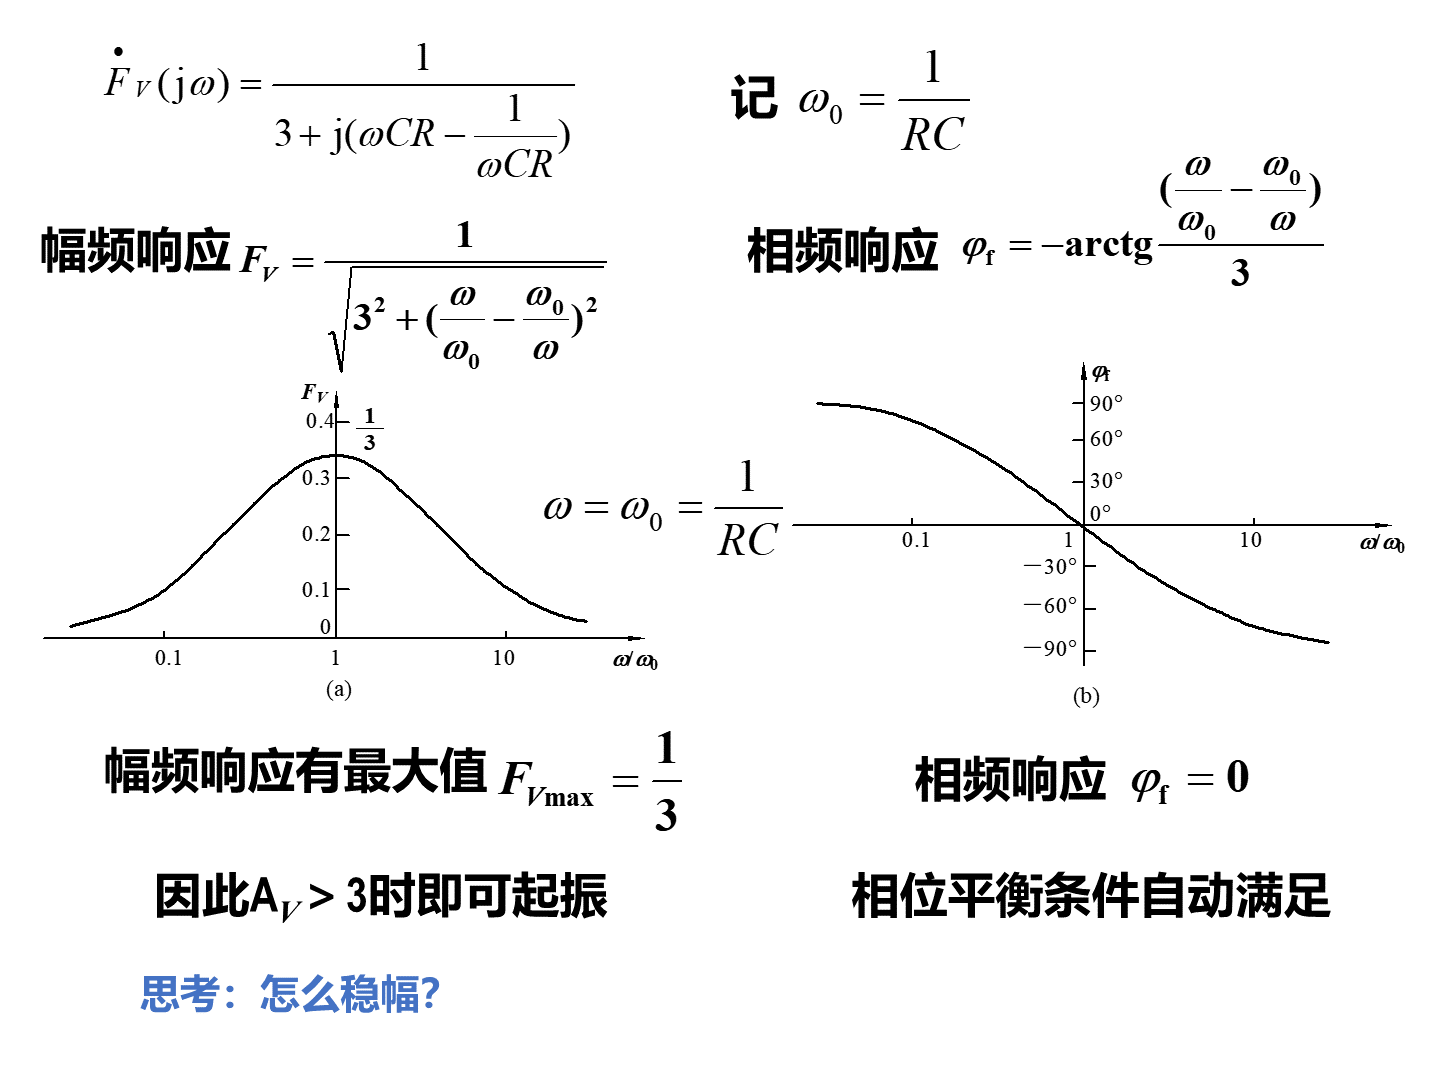 Ḟ_V(jω) = 1 / (3 + j(ωCR − 1/(ωCR)))
记 ω₀ = 1/(RC)
幅频响应 F_V = 1 / √(3² + (ω/ω₀ − ω₀/ω)²)
相频响应 φ_f = −arctg ((ω/ω₀ − ω₀/ω) / 3)
F_V
0.4
1/3
0.3
0.2
0.1
0
0.1 1 10 ω/ω₀
(a)
ω = ω₀ = 1/(RC)
φ_f
90°
60°
30°
0°
0.1 1 10 ω/ω₀
−30°
−60°
−90°
(b)
幅频响应有最大值 F_Vmax = 1/3
相频响应 φ_f = 0
因此A_V > 3时即可起振
相位平衡条件自动满足
思考：怎么稳幅？